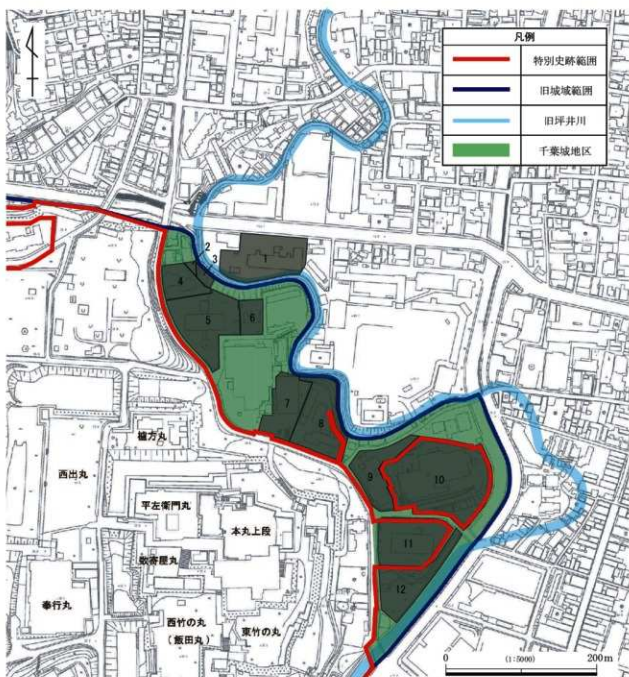 凡例
特別史跡範囲
旧城域範囲
旧坪井川
千葉城地区
2
3
1
4
5
6
7
8
9
10
11
12
櫨方丸
西出丸
平左衛門丸
本丸上段
数寄屋丸
奉行丸
西竹の丸
(飯田丸)
東竹の丸
0
(1:5000)
200m